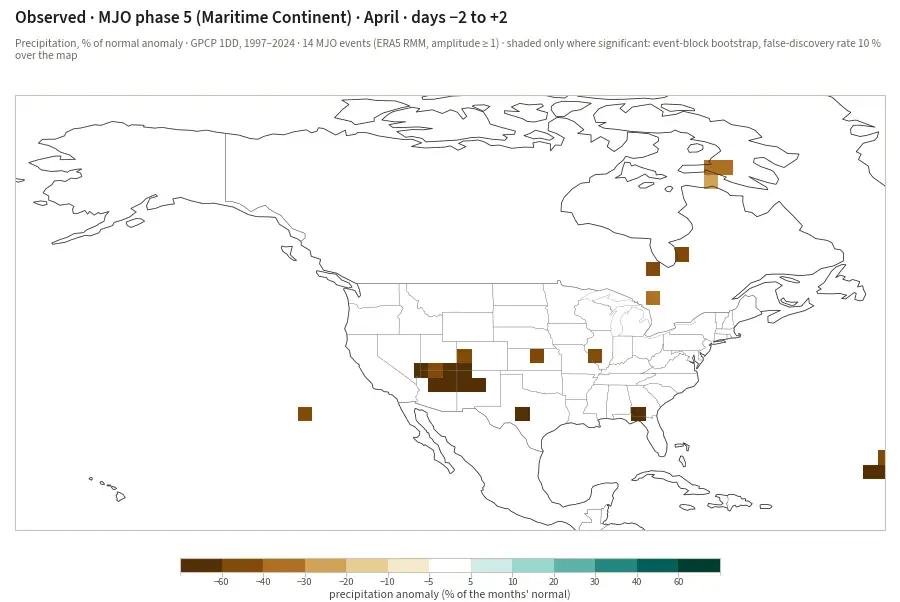 Observed · MJO phase 5 (Maritime Continent) · April · days −2 to +2
Precipitation, % of normal anomaly · GPCP 1DD, 1997–2024 · 14 MJO events (ERA5 RMM, amplitude ≥ 1) · shaded only where significant: event-block bootstrap, false-discovery rate 10 %
over the map
−60 −40 −30 −20 −10 −5 5 10 20 30 40 60
precipitation anomaly (% of the months' normal)